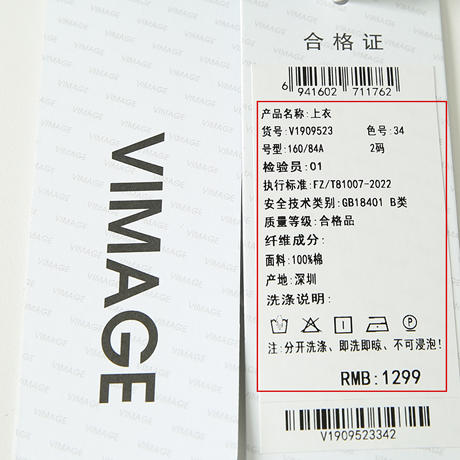 VIMAGE
合格证
6 941602 711762
产品名称:上衣
货号:V1909523 色号:34
号型:160/84A 2码
检验员:01
执行标准:FZ/T81007-2022
安全技术类别:GB18401 B类
质量等级:合格品
纤维成分:
面料:100%棉
产地:深圳
洗涤说明:
注:分开洗涤、即洗即晾、不可浸泡!
RMB:1299
V1909523342